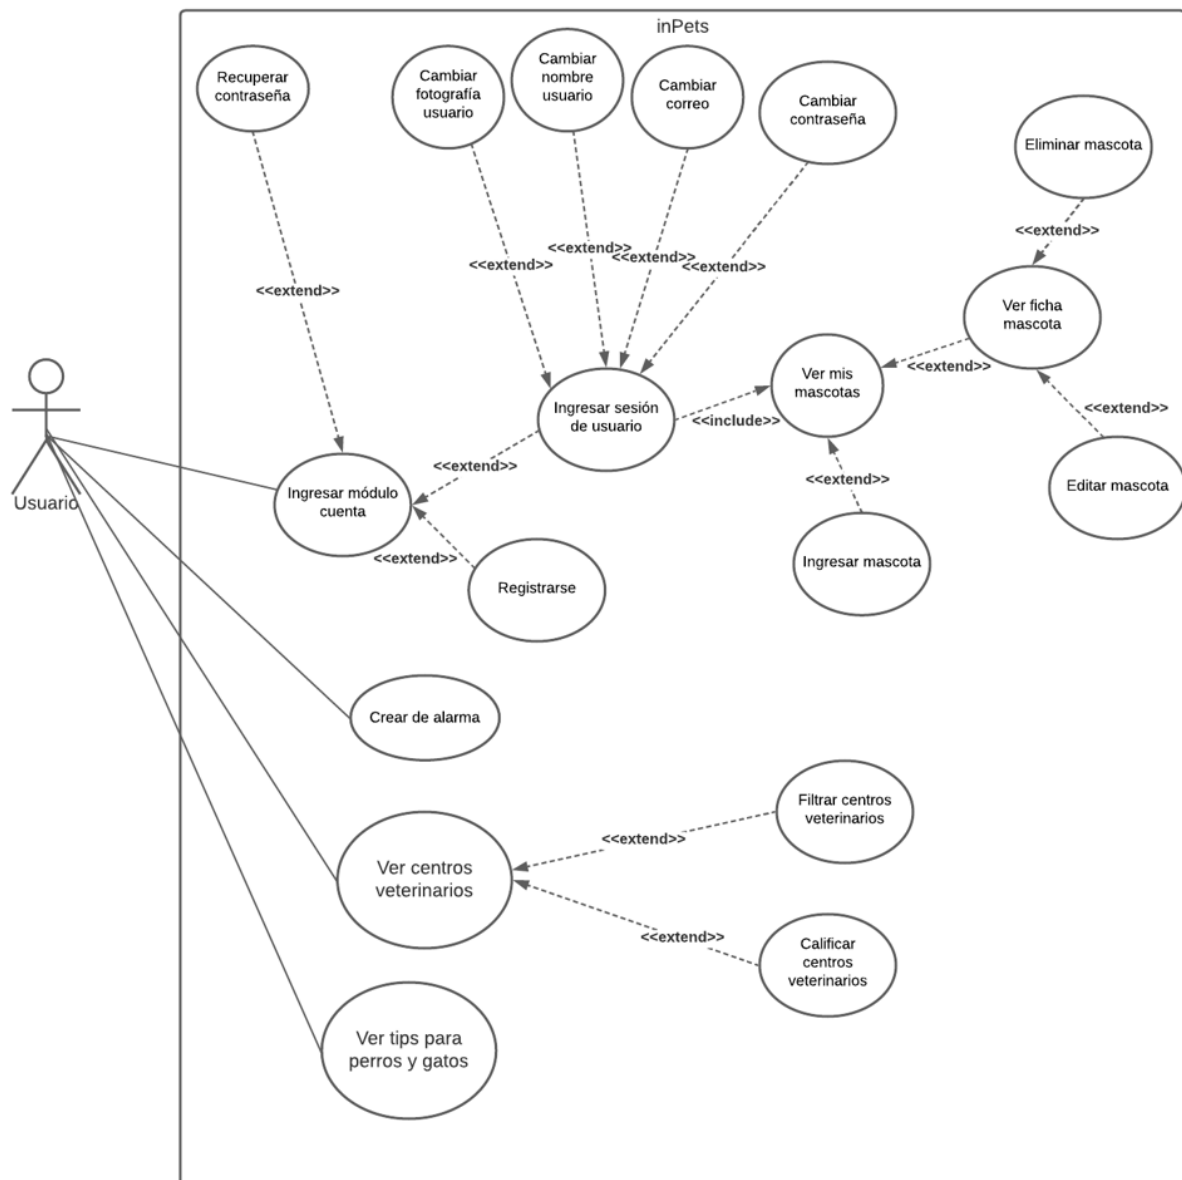 inPets
Recuperar
contraseña
Cambiar
fotografía
usuario
Cambiar
nombre
usuario
Cambiar
correo
Cambiar
contraseña
Eliminar mascota
<<extend>>
<<extend>>
<<extend>>
<<extend>>
<<extend>>
<<extend>>
<<extend>>
Ver ficha
mascota
Ver mis
mascotas
<<extend>>
Ingresar sesión
de usuario
<<include>>
<<extend>>
<<extend>>
<<extend>>
Editar mascota
Usuario
Ingresar módulo
cuenta
<<extend>>
Registrarse
Ingresar mascota
Crear de alarma
Filtrar centros
veterinarios
<<extend>>
Ver centros
veterinarios
<<extend>>
Calificar
centros
veterinarios
Ver tips para
perros y gatos